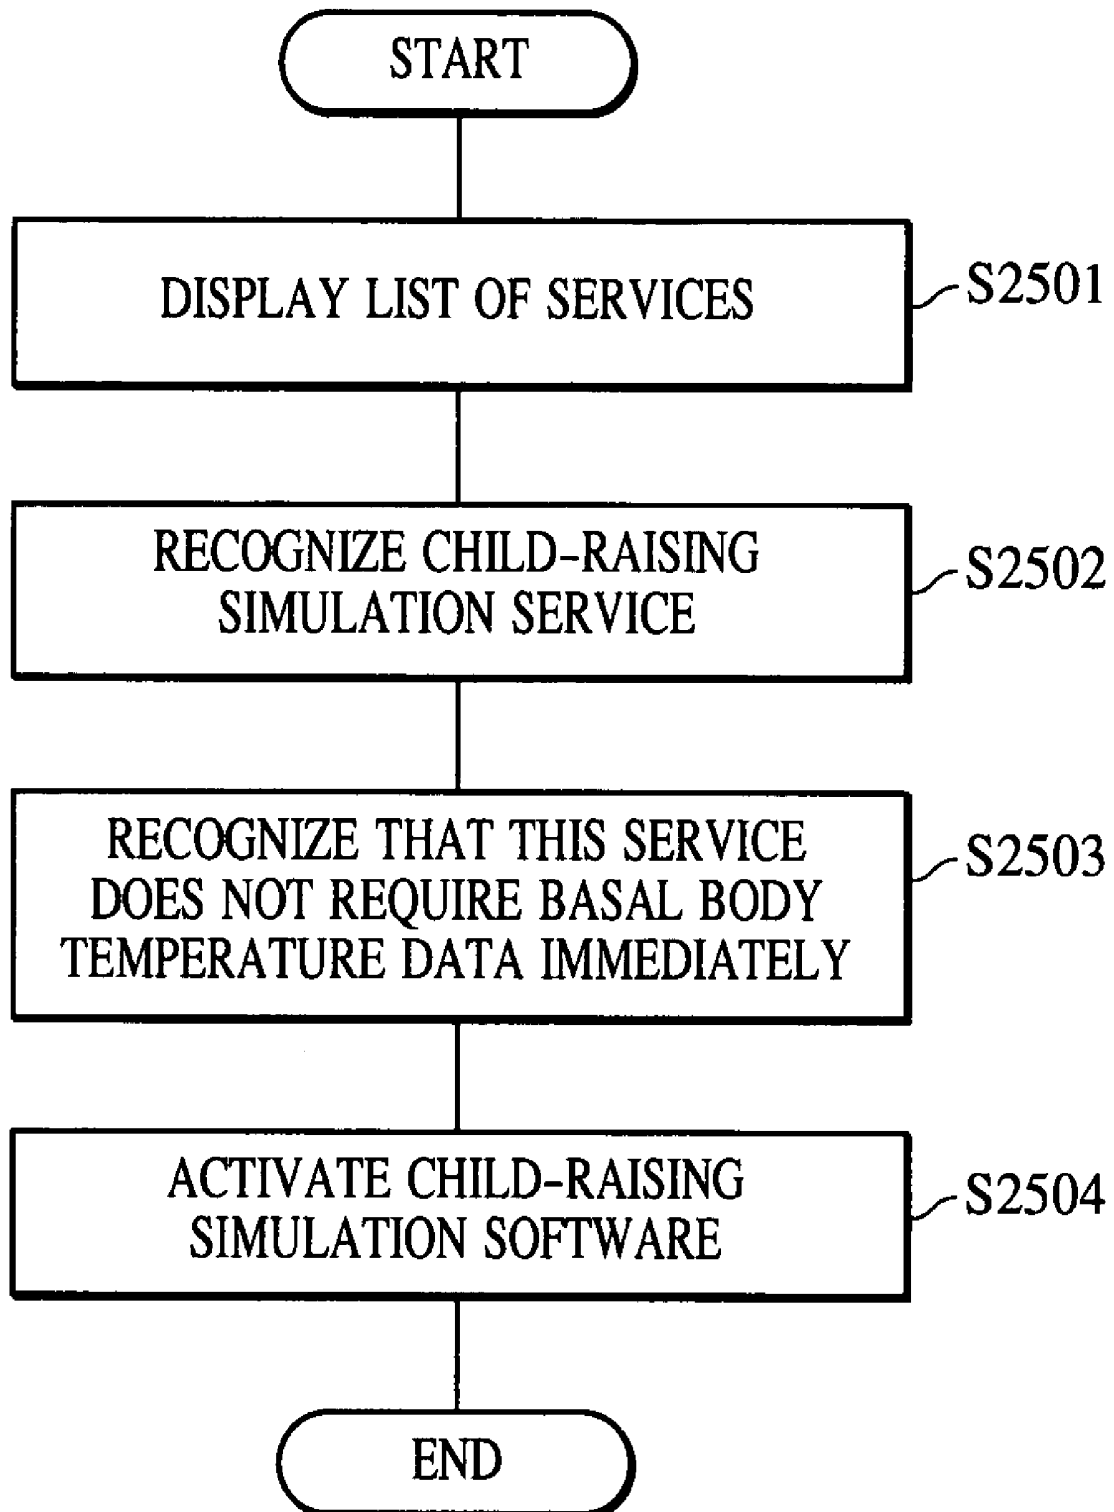 START
DISPLAY LIST OF SERVICES
S2501
RECOGNIZE CHILD-RAISING
SIMULATION SERVICE
S2502
RECOGNIZE THAT THIS SERVICE
DOES NOT REQUIRE BASAL BODY
TEMPERATURE DATA IMMEDIATELY
S2503
ACTIVATE CHILD-RAISING
SIMULATION SOFTWARE
S2504
END